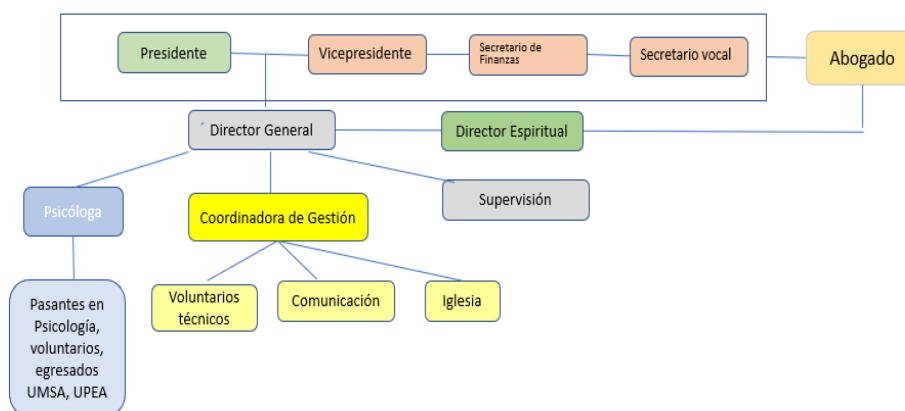 Presidente
Vicepresidente
Secretario de
Finanzas
Secretario vocal
Abogado
Director General
Director Espiritual
Psicóloga
Coordinadora de Gestión
Supervisión
Pasantes en
Psicología,
voluntarios,
egresados
UMSA, UPEA
Voluntarios
técnicos
Comunicación
Iglesia